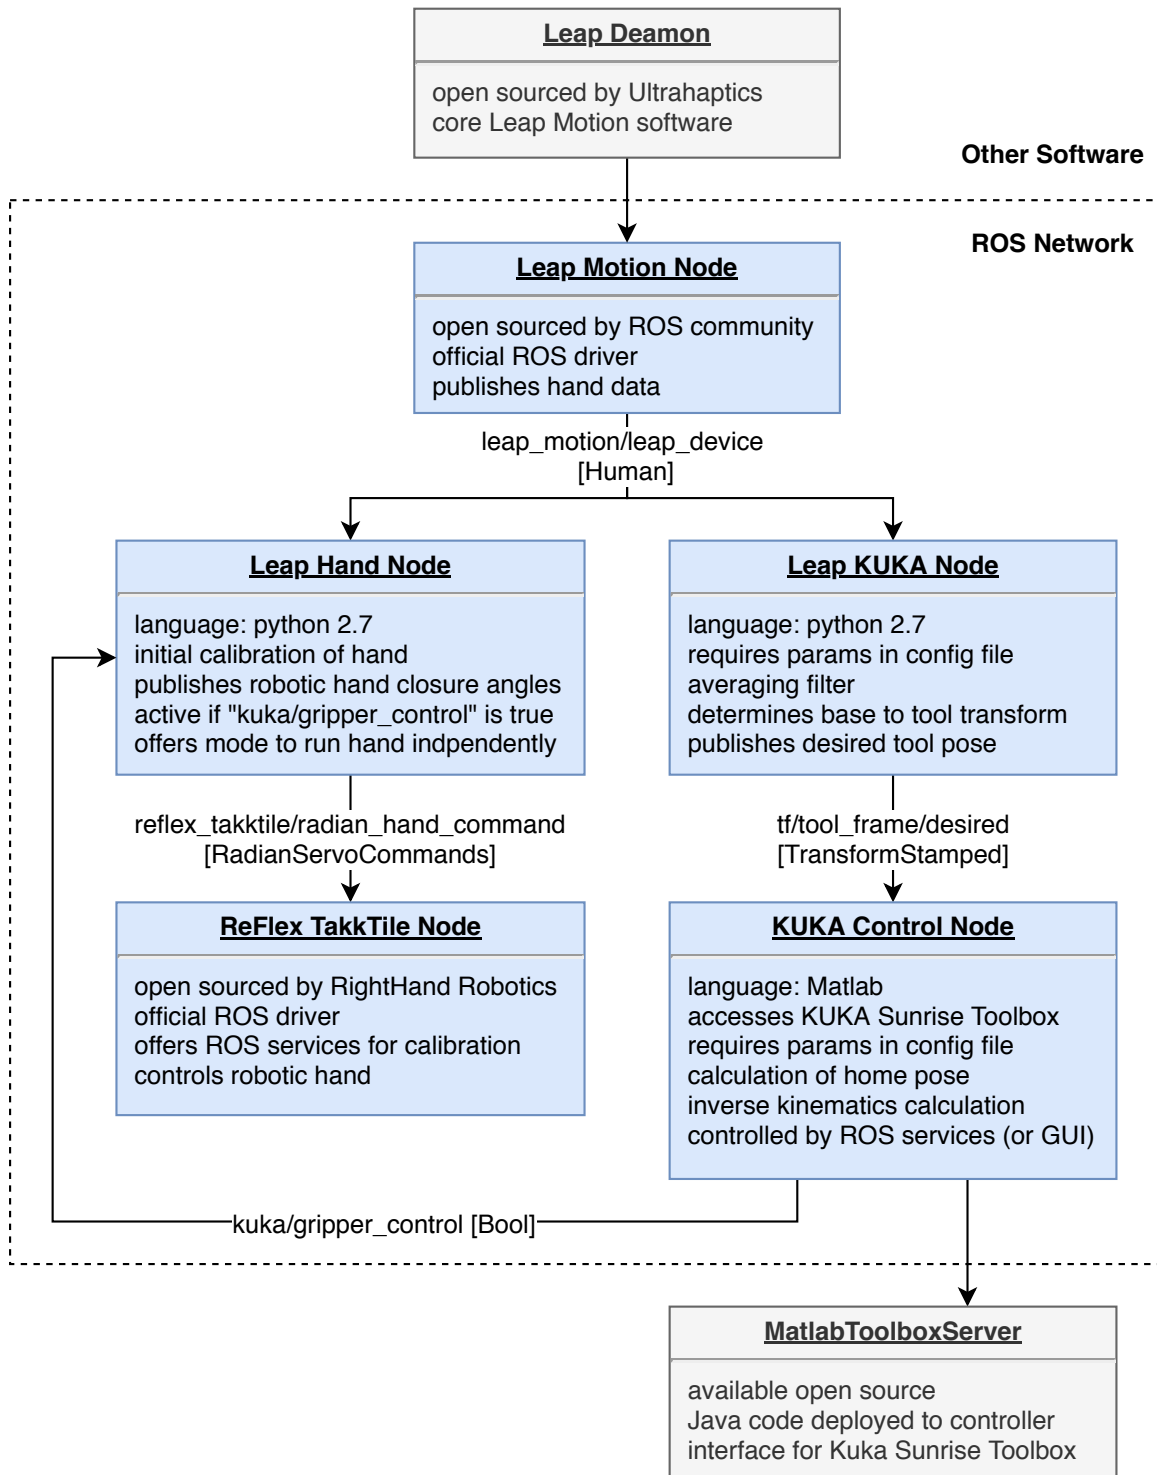 Leap Deamon
open sourced by Ultrahaptics
core Leap Motion software
Other Software
ROS Network
Leap Motion Node
open sourced by ROS community
official ROS driver
publishes hand data
leap_motion/leap_device
[Human]
Leap Hand Node
language: python 2.7
initial calibration of hand
publishes robotic hand closure angles
active if "kuka/gripper_control" is true
offers mode to run hand indpendently
Leap KUKA Node
language: python 2.7
requires params in config file
averaging filter
determines base to tool transform
publishes desired tool pose
reflex_takktile/radian_hand_command
[RadianServoCommands]
tf/tool_frame/desired
[TransformStamped]
ReFlex TakkTile Node
open sourced by RightHand Robotics
official ROS driver
offers ROS services for calibration
controls robotic hand
KUKA Control Node
language: Matlab
accesses KUKA Sunrise Toolbox
requires params in config file
calculation of home pose
inverse kinematics calculation
controlled by ROS services (or GUI)
kuka/gripper_control [Bool]
MatlabToolboxServer
available open source
Java code deployed to controller
interface for Kuka Sunrise Toolbox